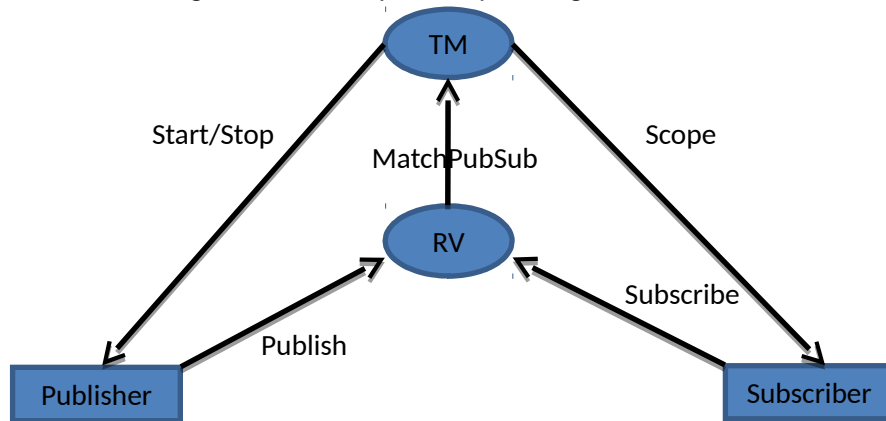 TM
Start/Stop
Scope
MatchPubSub
RV
Subscribe
Publish
Publisher
Subscriber